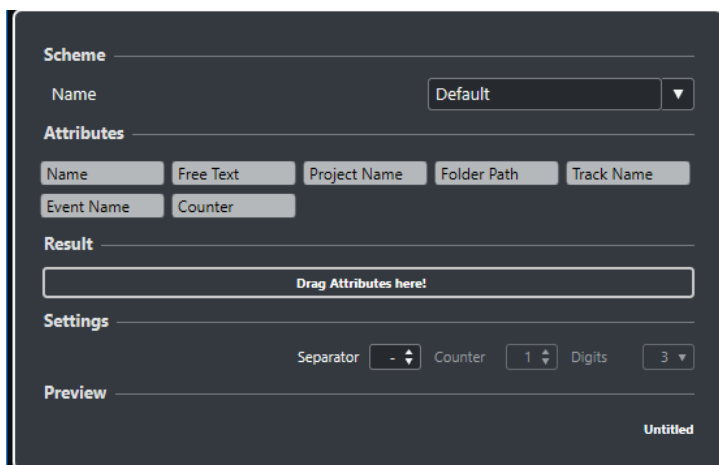 Scheme
Name Default
Attributes
Name Free Text Project Name Folder Path Track Name
Event Name Counter
Result
Drag Attributes here!
Settings
Separator - Counter 1 Digits 3
Preview
Untitled